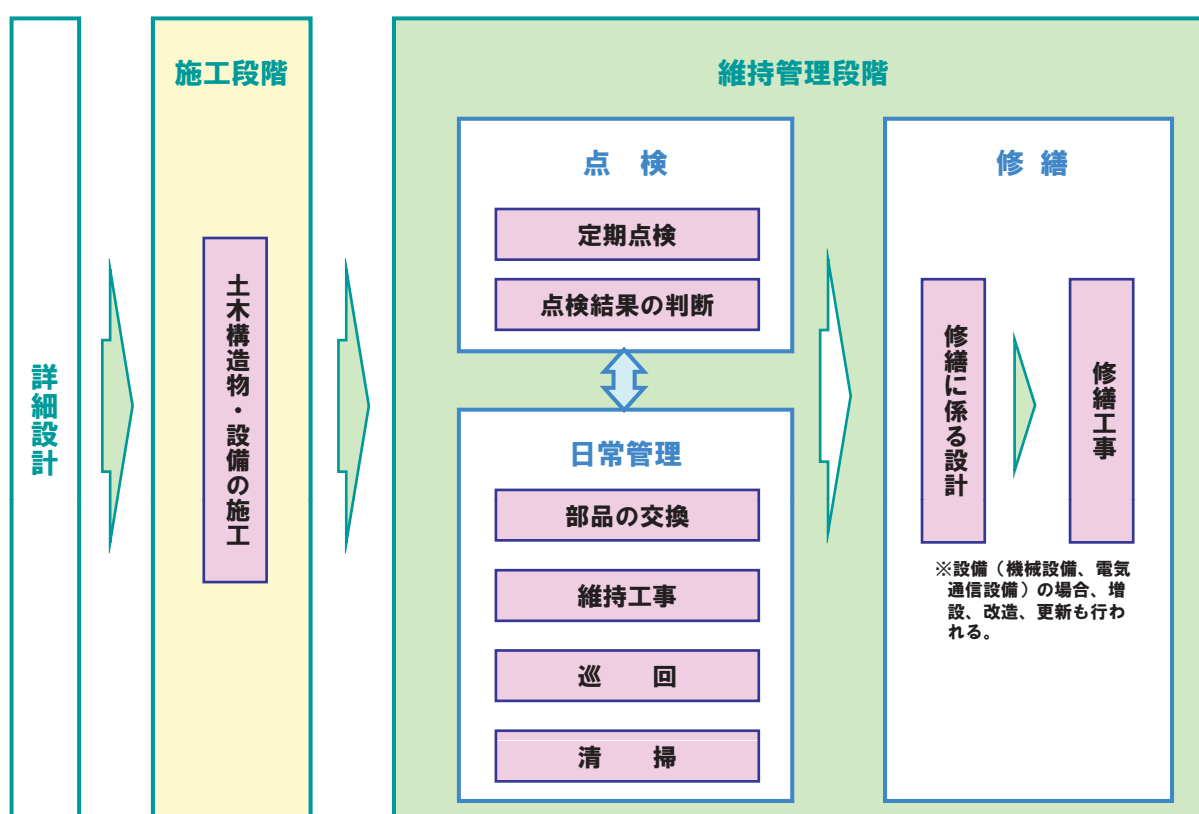 詳細設計
施工段階
土木構造物・設備の施工
維持管理段階
点 検
定期点検
点検結果の判断
日常管理
部品の交換
維持工事
巡 回
清 掃
修 繕
修繕に係る設計
修繕工事
※設備（機械設備、電気
通信設備）の場合、増
設、改造、更新も行わ
れる。